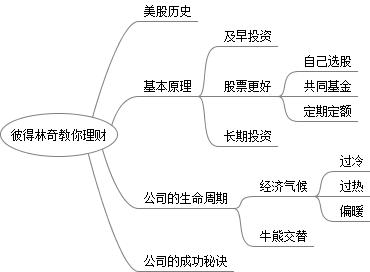 彼得林奇教你理财
美股历史
基本原理
及早投资
股票更好
自己选股
共同基金
定期定额
长期投资
公司的生命周期
经济气候
过冷
过热
偏暖
牛熊交替
公司的成功秘诀